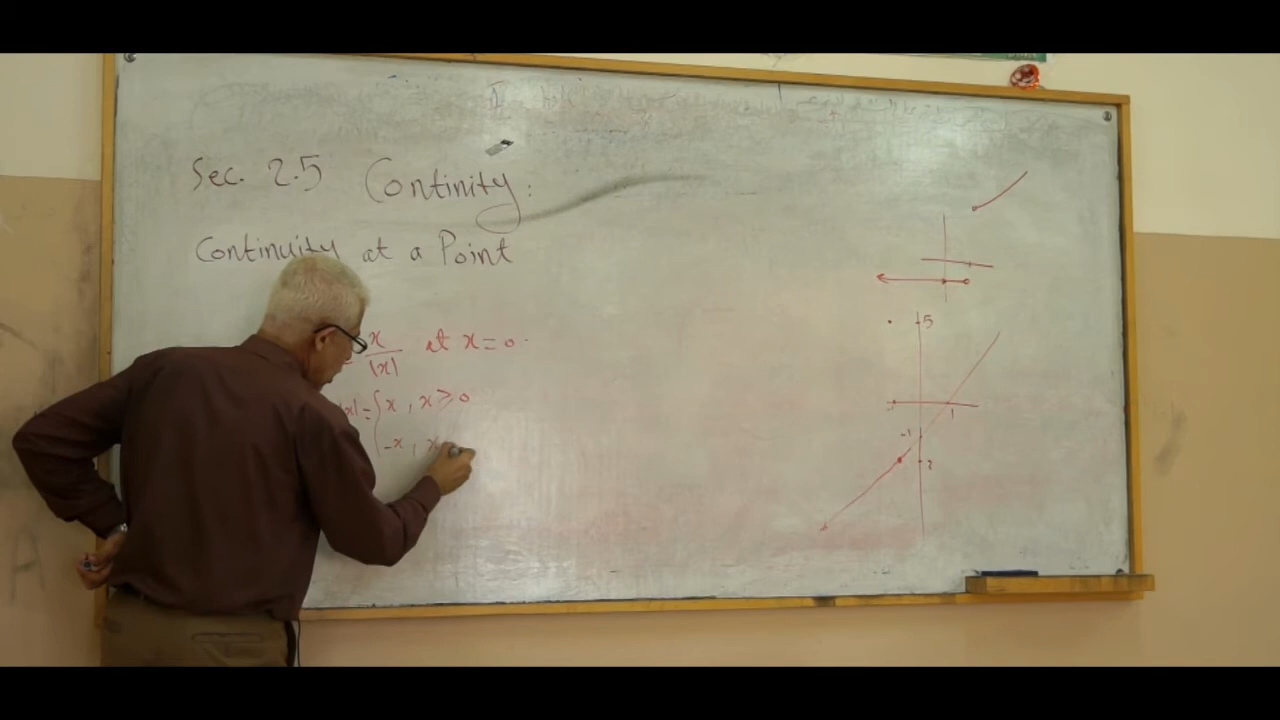 Sec. 2.5 Continity:
Continuity at a Point
= x/|x| at x=0.
|x|={x, x≥0
-x, x
5
1
-1
-2